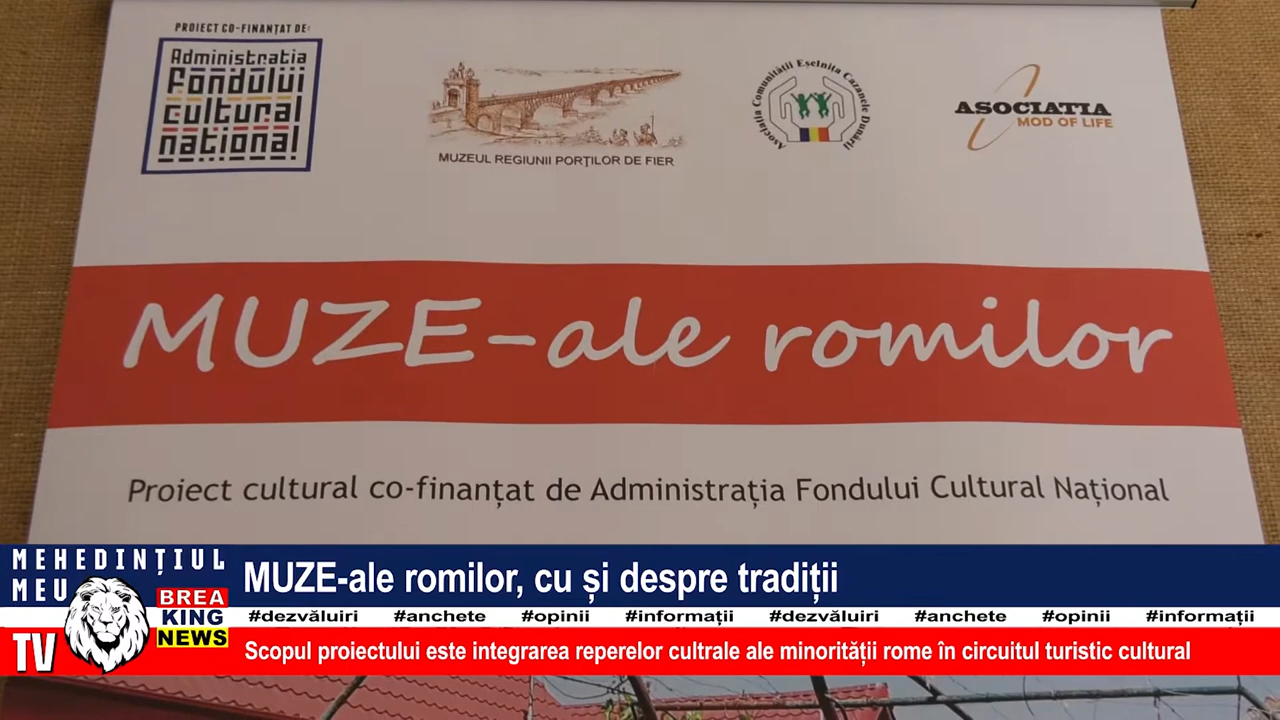 PROIECT CO-FINANȚAT DE:
Administratia
fondului
cultural
national
MUZEUL REGIUNII PORȚILOR DE FIER
Asociația Comunității Eșelnița Cazanele Dunării
ASOCIATIA
MOD OF LIFE
MUZE-ale romilor
Proiect cultural co-finanțat de Administrația Fondului Cultural Național
MEHEDINȚIUL
MEU
TV
BREA
KING
NEWS
MUZE-ale romilor, cu și despre tradiții
#dezvăluiri #anchete #opinii #informații #dezvăluiri #anchete #opinii #informații
Scopul proiectului este integrarea reperelor cultrale ale minorității rome în circuitul turistic cultural